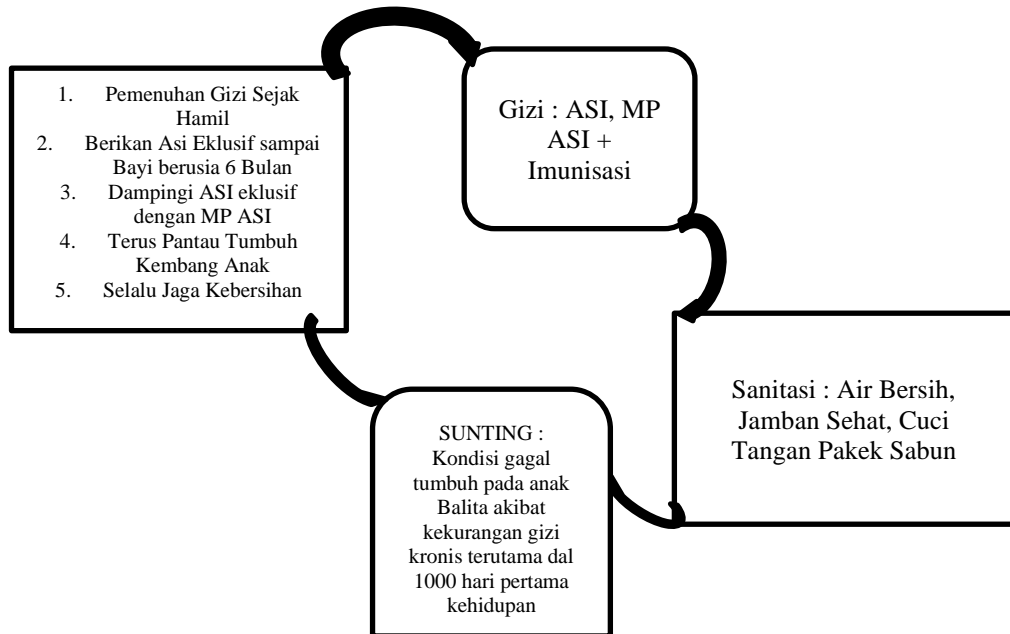 1. Pemenuhan Gizi Sejak
Hamil
2. Berikan Asi Eklusif sampai
Bayi berusia 6 Bulan
3. Dampingi ASI eklusif
dengan MP ASI
4. Terus Pantau Tumbuh
Kembang Anak
5. Selalu Jaga Kebersihan
Gizi : ASI, MP
ASI +
Imunisasi
Sanitasi : Air Bersih,
Jamban Sehat, Cuci
Tangan Pakek Sabun
SUNTING :
Kondisi gagal
tumbuh pada anak
Balita akibat
kekurangan gizi
kronis terutama dal
1000 hari pertama
kehidupan